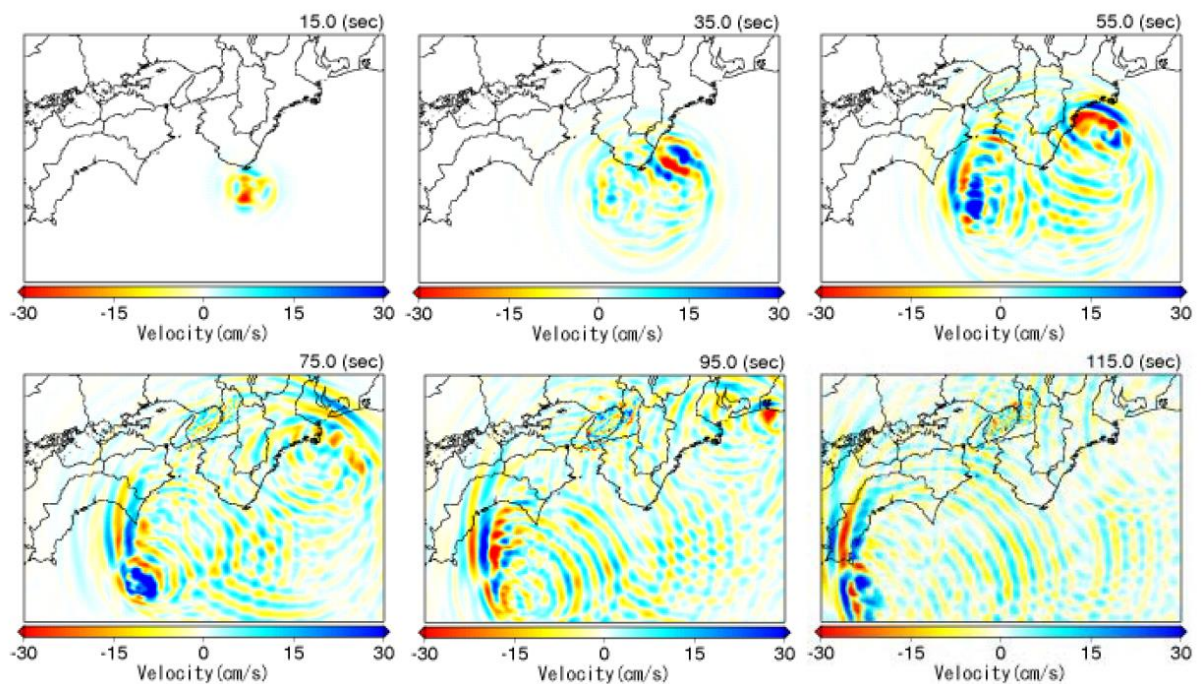 15.0 (sec)
35.0 (sec)
55.0 (sec)
-30 -15 0 15 30
Velocity(cm/s)
-30 -15 0 15 30
Velocity(cm/s)
-30 -15 0 15 30
Velocity(cm/s)
75.0 (sec)
95.0 (sec)
115.0 (sec)
-30 -15 0 15 30
Velocity(cm/s)
-30 -15 0 15 30
Velocity(cm/s)
-30 -15 0 15 30
Velocity(cm/s)